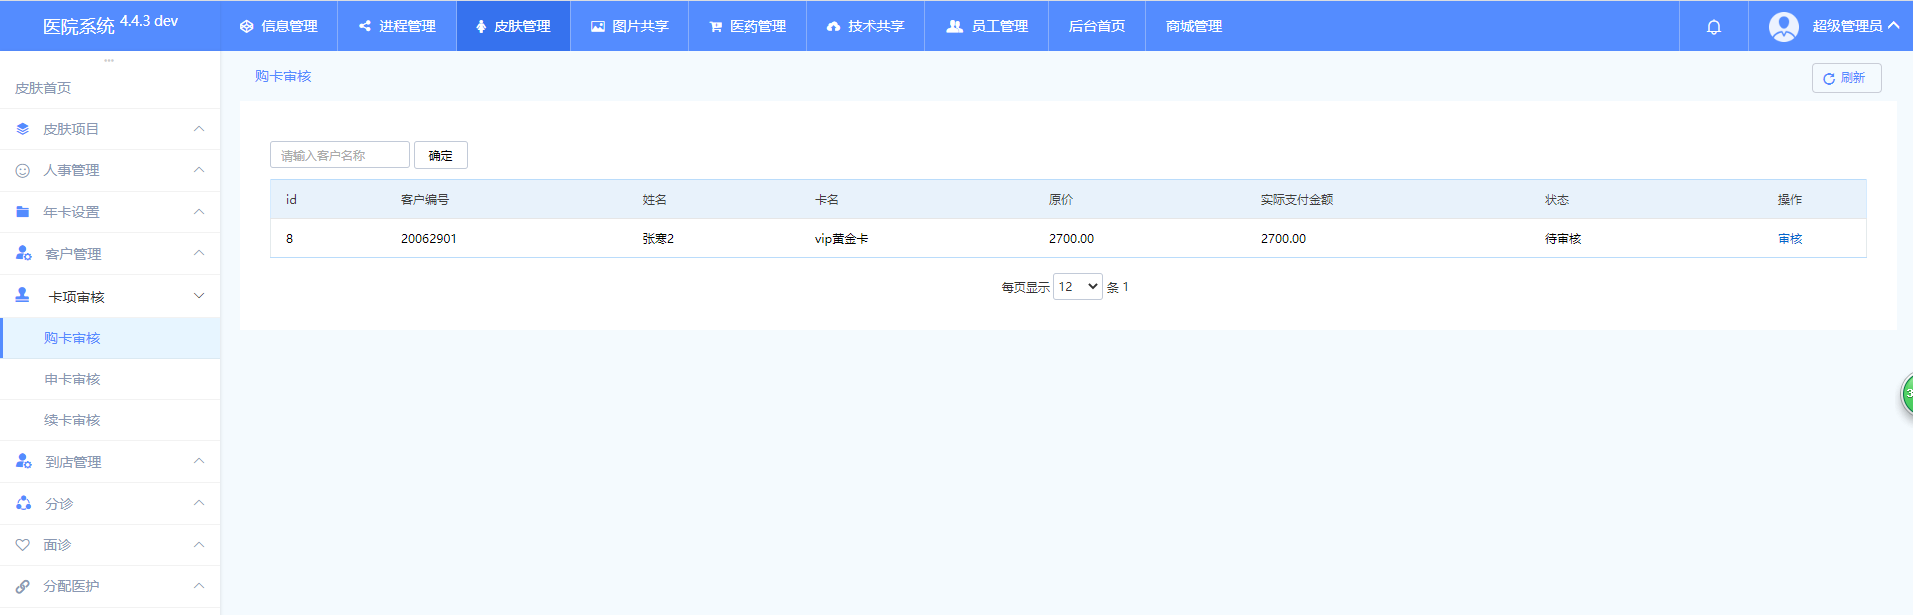 医院系统 4.4.3 dev
信息管理
进程管理
皮肤管理
图片共享
医药管理
技术共享
员工管理
后台首页
商城管理
超级管理员
皮肤首页
皮肤项目
人事管理
年卡设置
客户管理
卡项审核
购卡审核
申卡审核
续卡审核
到店管理
分诊
面诊
分配医护
购卡审核
刷新
请输入客户名称
确定
id 客户编号 姓名 卡名 原价 实际支付金额 状态 操作
8 20062901 张寒2 vip黄金卡 2700.00 2700.00 待审核 审核
每页显示 12 条 1